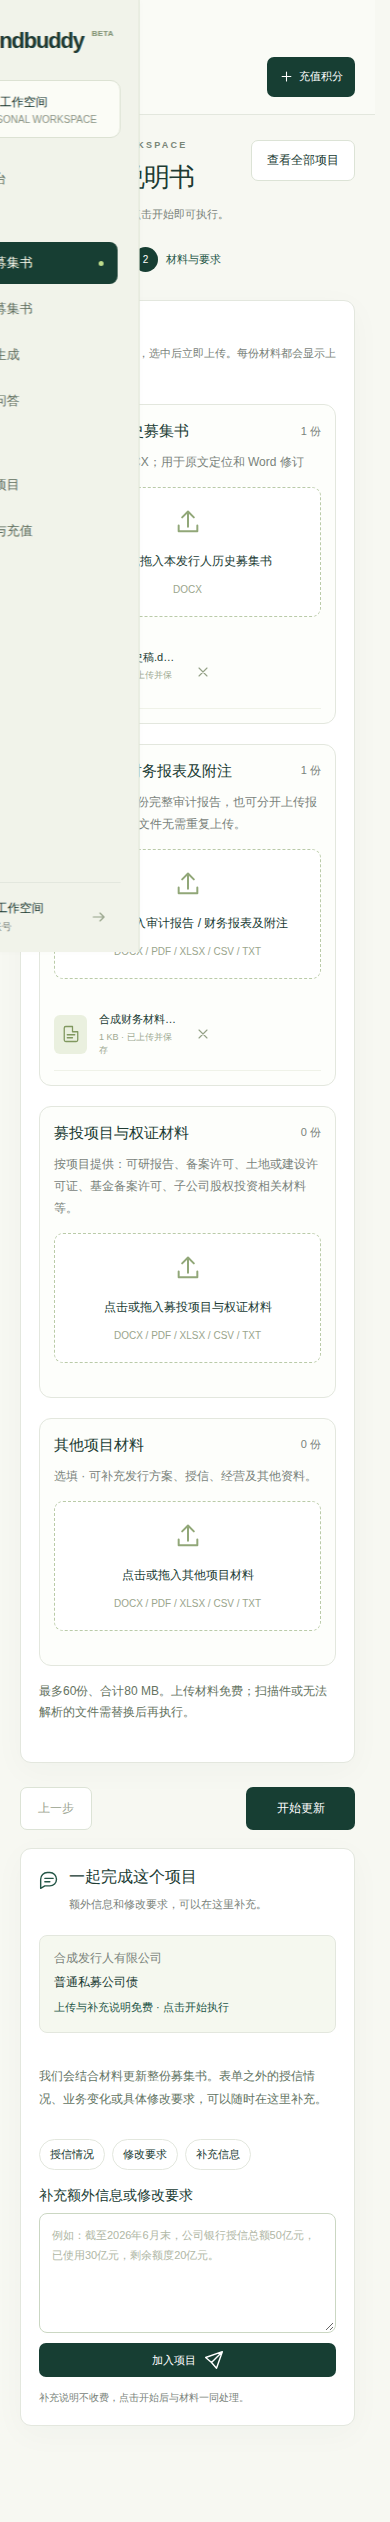 ndbuddy BETA
工作空间
SONAL WORKSPACE
台
募集书
募集书
生成
问答
项目
与充值
工作空间
长号
充值积分
KSPACE
说明书
查看全部项目
击开始即可执行。
2 材料与要求
，选中后立即上传。每份材料都会显示上
史募集书 1 份
CX；用于原文定位和 Word 修订
拖入本发行人历史募集书
DOCX
史稿.d…
上传并保
财务报表及附注 1 份
份完整审计报告，也可分开上传报
文件无需重复上传。
入审计报告 / 财务报表及附注
DOCX / PDF / XLSX / CSV / TXT
合成财务材料…
1 KB · 已上传并保
存
募投项目与权证材料 0 份
按项目提供：可研报告、备案许可、土地或建设许
可证、基金备案许可、子公司股权投资相关材料
等。
点击或拖入募投项目与权证材料
DOCX / PDF / XLSX / CSV / TXT
其他项目材料 0 份
选填 · 可补充发行方案、授信、经营及其他资料。
点击或拖入其他项目材料
DOCX / PDF / XLSX / CSV / TXT
最多60份、合计80 MB。上传材料免费；扫描件或无法
解析的文件需替换后再执行。
上一步
开始更新
一起完成这个项目
额外信息和修改要求，可以在这里补充。
合成发行人有限公司
普通私募公司债
上传与补充说明免费 · 点击开始执行
我们会结合材料更新整份募集书。表单之外的授信情
况、业务变化或具体修改要求，可以随时在这里补充。
授信情况 修改要求 补充信息
补充额外信息或修改要求
例如：截至2026年6月末，公司银行授信总额50亿元，
已使用30亿元，剩余额度20亿元。
加入项目
补充说明不收费，点击开始后与材料一同处理。